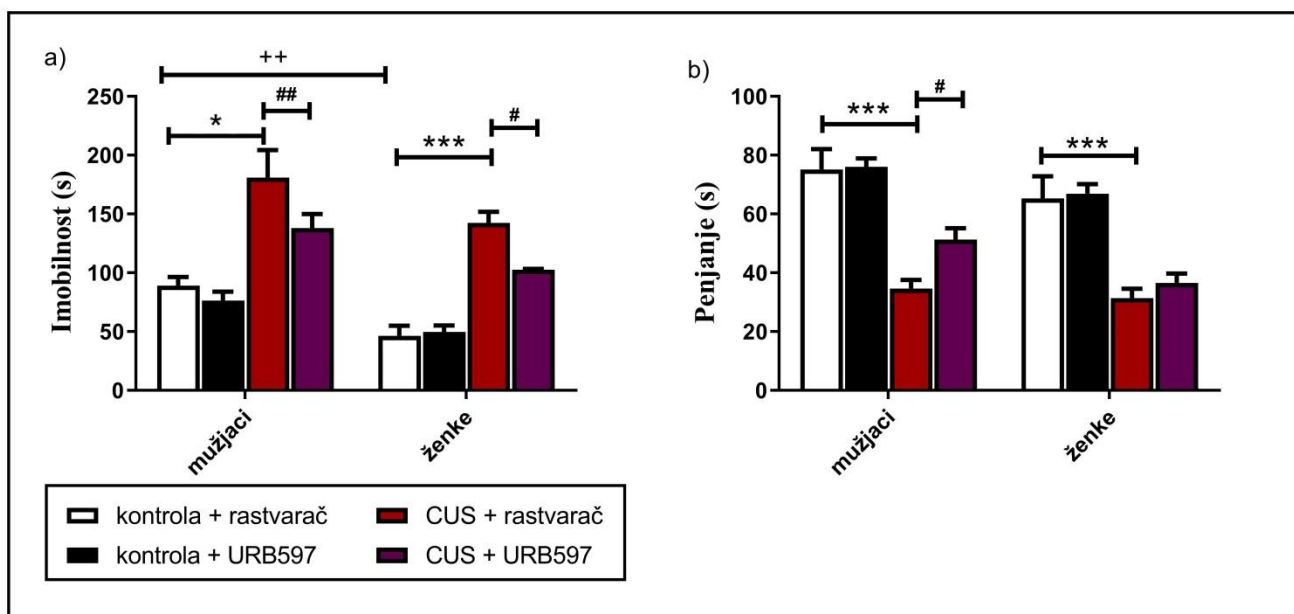 a)
++
250
200
150
100
50
0
Imobilnost (s)
*
##
***
#
mužjaci
ženke
b)
100
80
60
40
20
0
Penjanje (s)
***
#
***
mužjaci
ženke
kontrola + rastvarač
CUS + rastvarač
kontrola + URB597
CUS + URB597